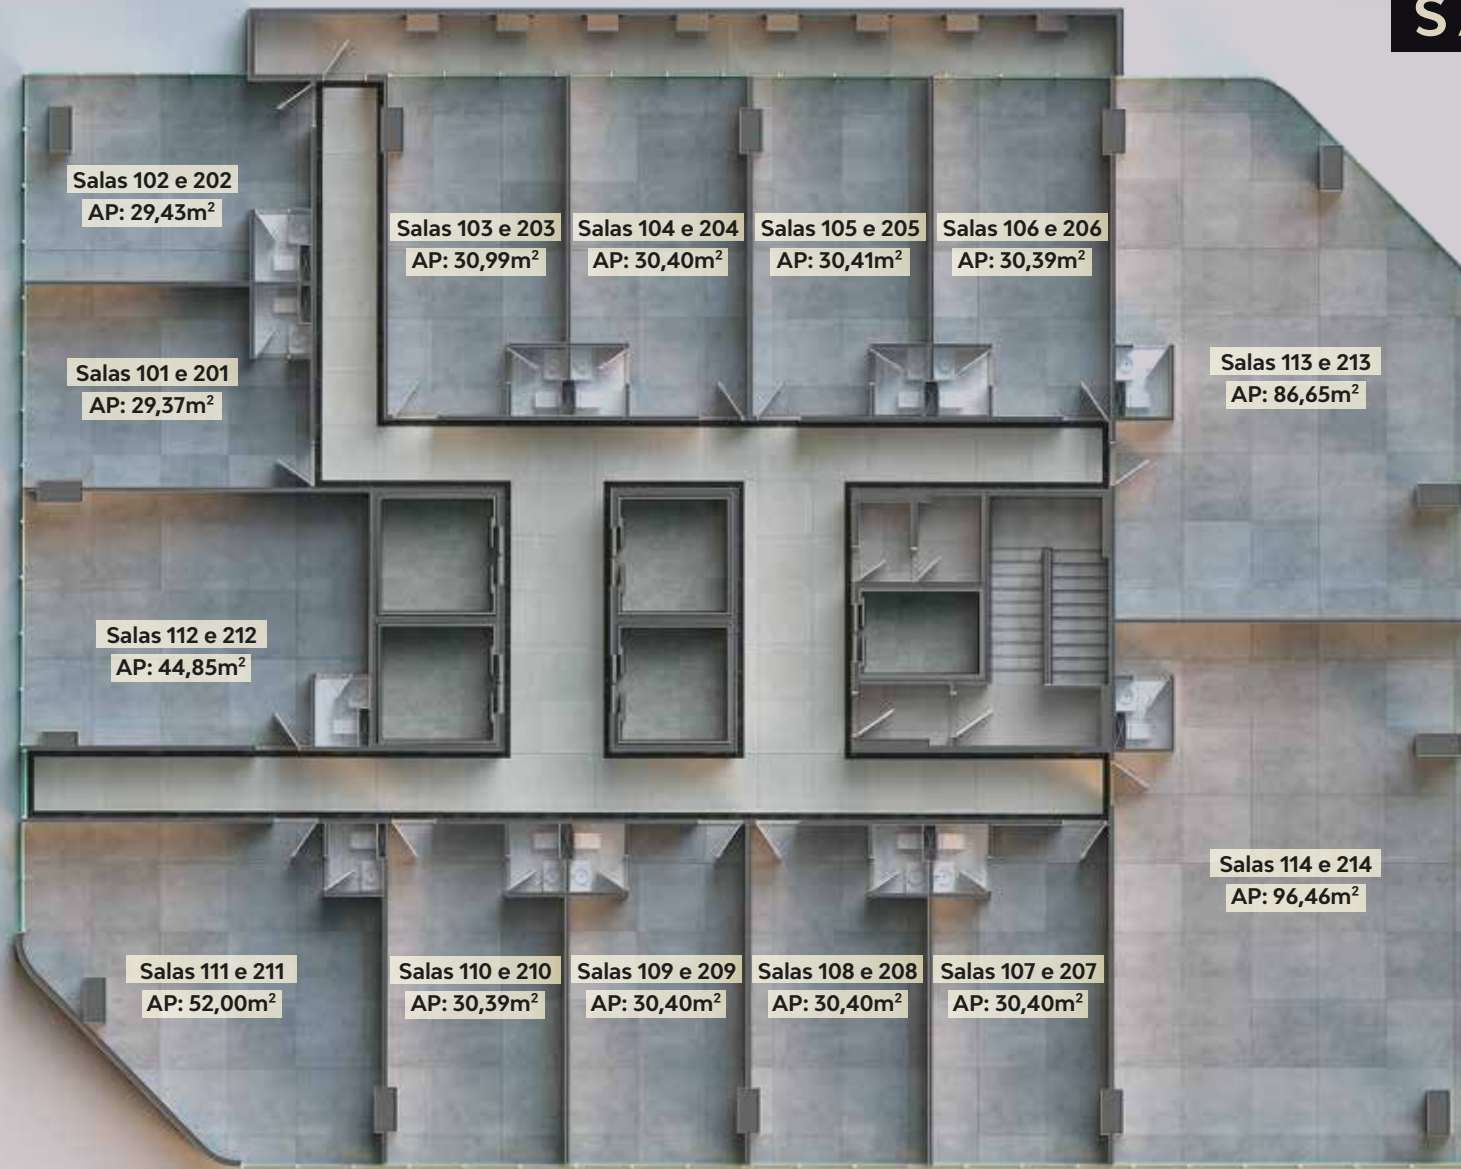 S
Salas 102 e 202
AP: 29,43m²
Salas 103 e 203
AP: 30,99m²
Salas 104 e 204
AP: 30,40m²
Salas 105 e 205
AP: 30,41m²
Salas 106 e 206
AP: 30,39m²
Salas 113 e 213
AP: 86,65m²
Salas 101 e 201
AP: 29,37m²
Salas 112 e 212
AP: 44,85m²
Salas 114 e 214
AP: 96,46m²
Salas 111 e 211
AP: 52,00m²
Salas 110 e 210
AP: 30,39m²
Salas 109 e 209
AP: 30,40m²
Salas 108 e 208
AP: 30,40m²
Salas 107 e 207
AP: 30,40m²